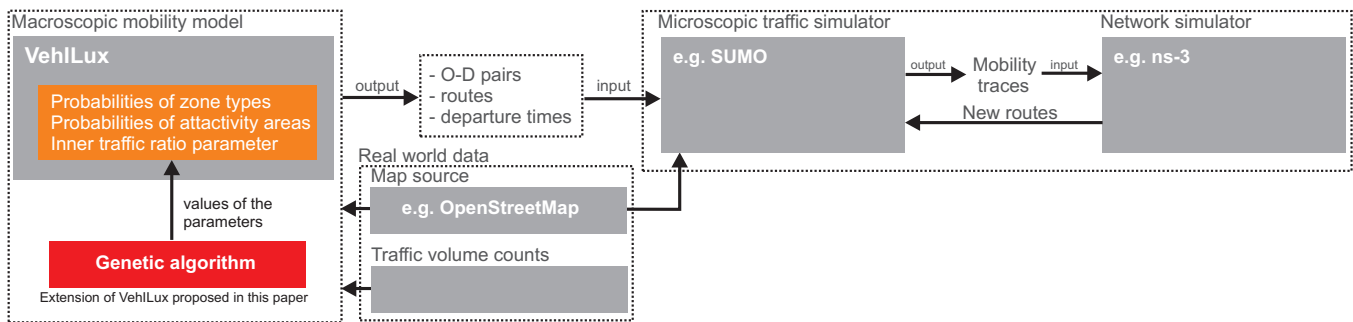 Macroscopic mobility model
VehILux
Probabilities of zone types
Probabilities of attactivity areas
Inner traffic ratio parameter
values of the
parameters
Genetic algorithm
Extension of VehILux proposed in this paper
output
- O-D pairs
- routes
- departure times
input
Real world data
Map source
e.g. OpenStreetMap
Traffic volume counts
Microscopic traffic simulator
e.g. SUMO
output
Mobility
traces
input
New routes
Network simulator
e.g. ns-3